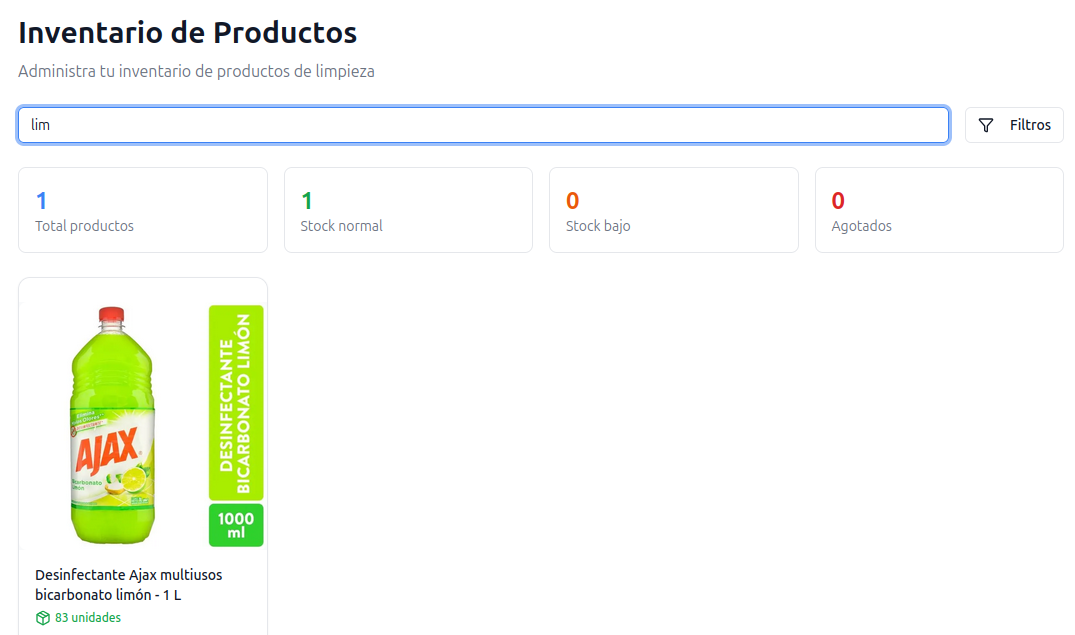 Inventario de Productos
Administra tu inventario de productos de limpieza
lim
Filtros
1
Total productos
1
Stock normal
0
Stock bajo
0
Agotados
AJAX
Bicarbonato
Limón
DESINFECTANTE
BICARBONATO LIMÓN
1000
ml
Desinfectante Ajax multiusos
bicarbonato limón - 1 L
83 unidades